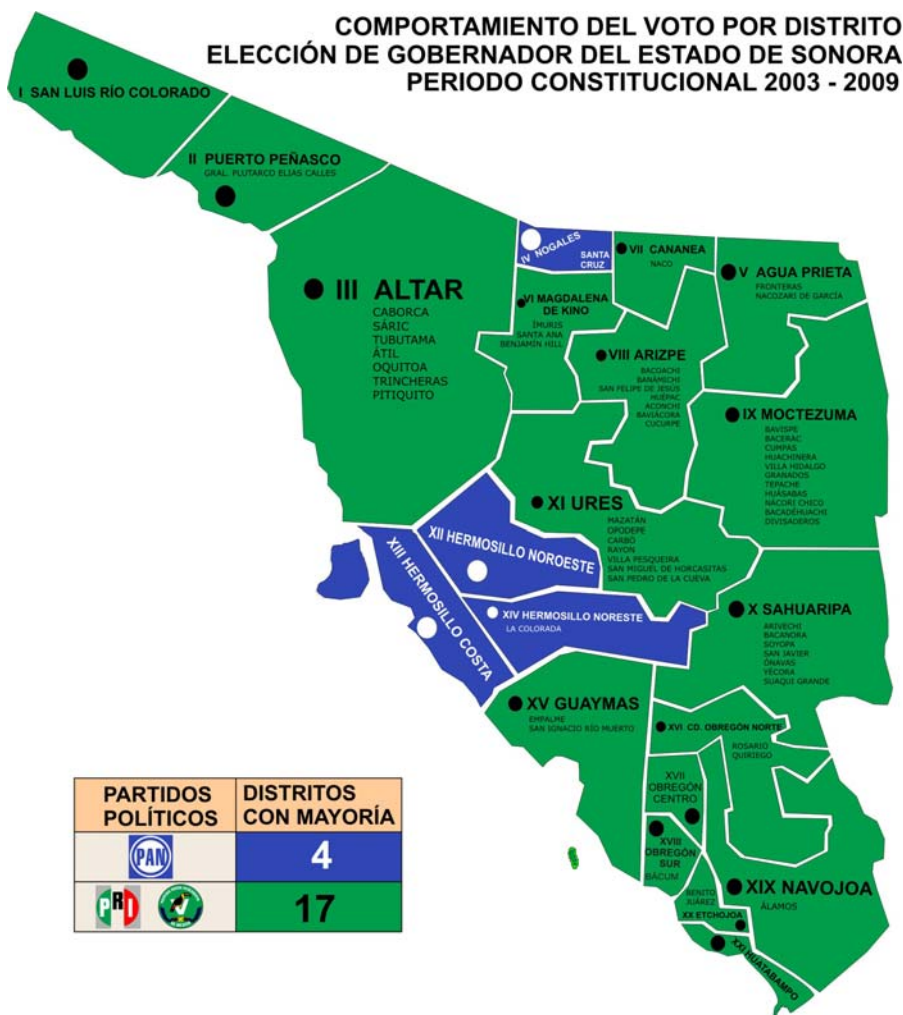 COMPORTAMIENTO DEL VOTO POR DISTRITO
ELECCIÓN DE GOBERNADOR DEL ESTADO DE SONORA
PERIODO CONSTITUCIONAL 2003 - 2009
I SAN LUIS RÍO COLORADO
II PUERTO PEÑASCO
GRAL. PLUTARCO ELIAS CALLES
III ALTAR
CABORCA
SÁRIC
TUBUTAMA
ÁTIL
OQUITOA
TRINCHERAS
PITIQUITO
IV NOGALES
SANTA
CRUZ
VII CANANEA
NACO
V AGUA PRIETA
FRONTERAS
NACOZARI DE GARCÍA
VI MAGDALENA
DE KINO
ÍMURIS
SANTA ANA
BENJAMÍN HILL
VIII ARIZPE
BACOACHI
BANÁMICHI
SAN FELIPE DE JESÚS
HUÉPAC
ACONCHI
BAVIÁCORA
CUCURPE
IX MOCTEZUMA
BAVISPE
BACERAC
CUMPAS
HUACHINERA
VILLA HIDALGO
GRANADOS
TEPACHE
HUÁSABAS
NÁCORI CHICO
BACADÉHUACHI
DIVISADEROS
XI URES
MAZATÁN
OPODEPE
CARBÓ
RAYON
VILLA PESQUEIRA
SAN MIGUEL DE HORCASITAS
SAN PEDRO DE LA CUEVA
XII HERMOSILLO NOROESTE
XIII HERMOSILLO COSTA
XIV HERMOSILLO NORESTE
LA COLORADA
X SAHUARIPA
ARIVECHI
BACANORA
SOYOPA
SAN JAVIER
ÓNAVAS
YÉCORA
SUAQUI GRANDE
XV GUAYMAS
EMPALME
SAN IGNACIO RÍO MUERTO
XVI CD. OBREGÓN NORTE
ROSARIO
QUIRIEGO
XVII
OBREGÓN
CENTRO
XVIII
OBREGÓN
SUR
BÁCUM
XIX NAVOJOA
ÁLAMOS
BENITO
JUÁREZ
XX ETCHOJOA
XXI HUATABAMPO
PARTIDOS
POLÍTICOS
DISTRITOS
CON MAYORÍA
PAN
4
PRI
17